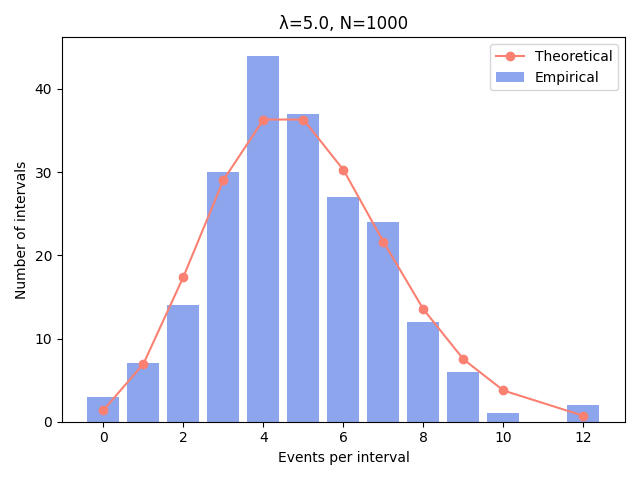 λ=5.0, N=1000
Theoretical
Empirical
Number of intervals
40
30
20
10
0
0 2 4 6 8 10 12
Events per interval